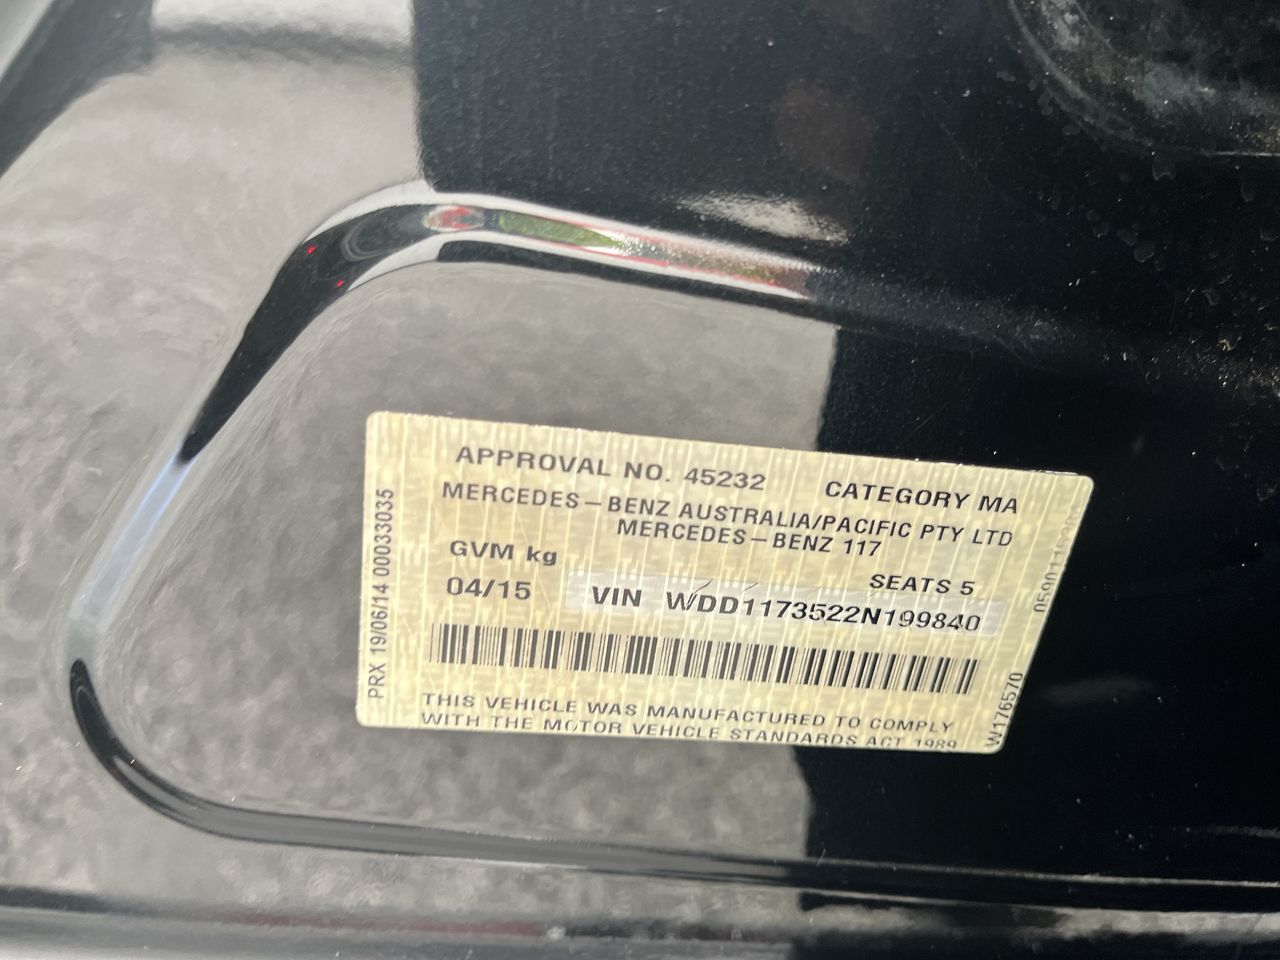 APPROVAL NO. 45232 CATEGORY MA
MERCEDES-BENZ AUSTRALIA/PACIFIC PTY LTD
MERCEDES-BENZ 117
GVM kg
SEATS 5
04/15 VIN WDD1173522N199840
THIS VEHICLE WAS MANUFACTURED TO COMPLY
WITH THE MOTOR VEHICLE STANDARDS ACT 1989
PRX 19/06/14 00033035
W176570